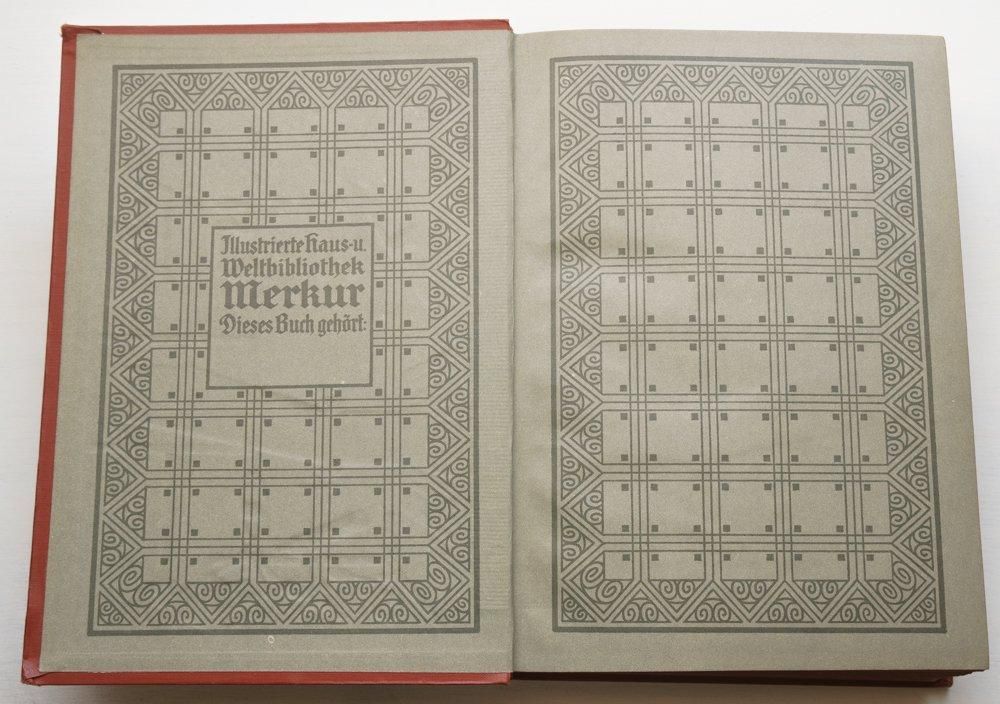 Illustrierte Haus- u.
Weltbibliothek
Merkur
Dieses Buch gehört: